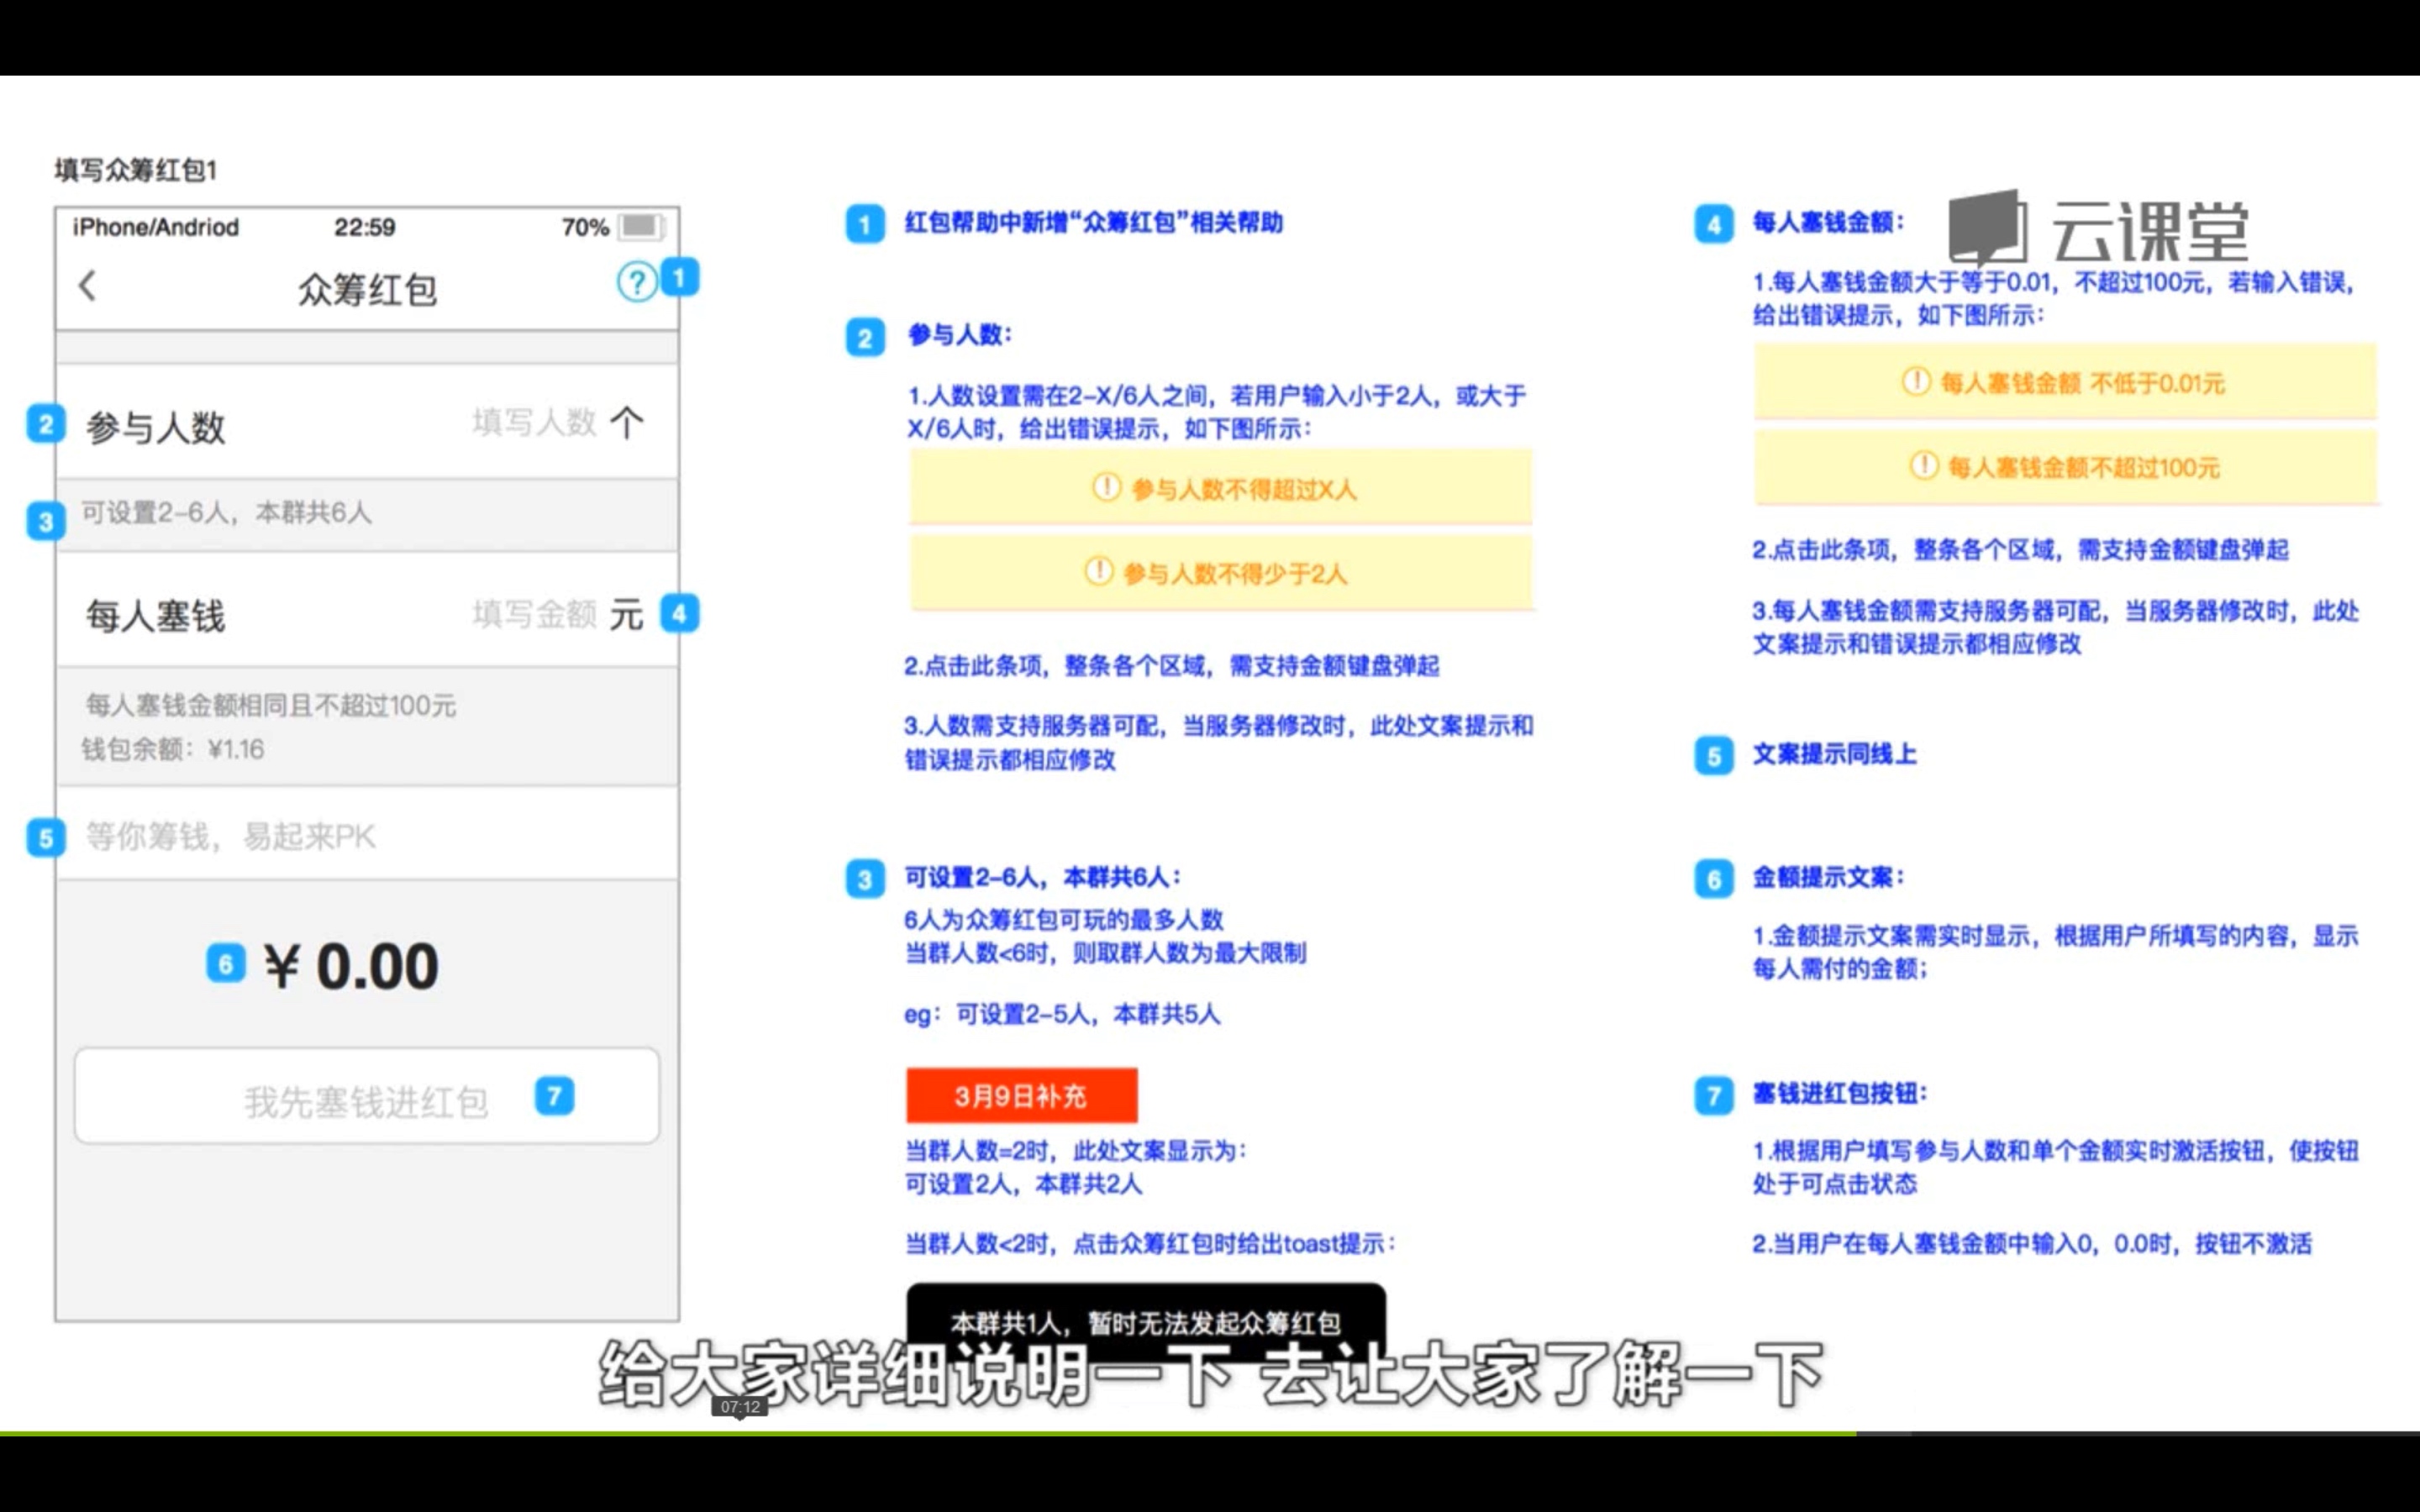 填写众筹红包1
iPhone/Andriod 22:59 70%
众筹红包 ? 1
2 参与人数 填写人数 个
3 可设置2-6人，本群共6人
每人塞钱 填写金额 元 4
每人塞钱金额相同且不超过100元
钱包余额：¥1.16
5 等你筹钱，易起来PK
6 ¥ 0.00
我先塞钱进红包 7
1 红包帮助中新增“众筹红包”相关帮助
2 参与人数：
1.人数设置需在2-X/6人之间，若用户输入小于2人，或大于
X/6人时，给出错误提示，如下图所示：
! 参与人数不得超过X人
! 参与人数不得少于2人
2.点击此条项，整条各个区域，需支持金额键盘弹起
3.人数需支持服务器可配，当服务器修改时，此处文案提示和
错误提示都相应修改
3 可设置2-6人，本群共6人：
6人为众筹红包可玩的最多人数
当群人数<6时，则取群人数为最大限制
eg：可设置2-5人，本群共5人
3月9日补充
当群人数=2时，此处文案显示为：
可设置2人，本群共2人
当群人数<2时，点击众筹红包时给出toast提示：
本群共1人，暂时无法发起众筹红包
4 每人塞钱金额：
云课堂
1.每人塞钱金额大于等于0.01，不超过100元，若输入错误，
给出错误提示，如下图所示：
! 每人塞钱金额 不低于0.01元
! 每人塞钱金额不超过100元
2.点击此条项，整条各个区域，需支持金额键盘弹起
3.每人塞钱金额需支持服务器可配，当服务器修改时，此处
文案提示和错误提示都相应修改
5 文案提示同线上
6 金额提示文案：
1.金额提示文案需实时显示，根据用户所填写的内容，显示
每人需付的金额；
7 塞钱进红包按钮：
1.根据用户填写参与人数和单个金额实时激活按钮，使按钮
处于可点击状态
2.当用户在每人塞钱金额中输入0，0.0时，按钮不激活
给大家详细说明一下 去让大家了解一下
07:12